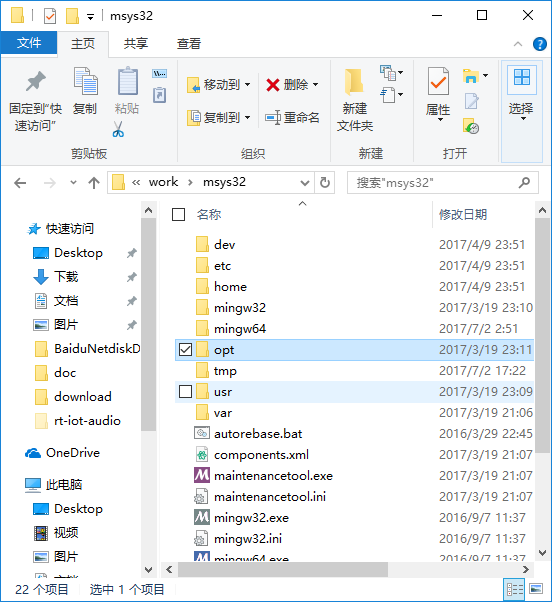 msys32
文件 主页 共享 查看
固定到"快速访问"
复制
粘贴
移动到
复制到
删除
重命名
新建
文件夹
属性
选择
剪贴板 组织 新建 打开
work msys32 搜索"msys32"
快速访问
Desktop
下载
文档
图片
BaiduNetdiskD
doc
download
rt-iot-audio
OneDrive
此电脑
Desktop
视频
图片
文档
名称 修改日期
dev 2017/4/9 23:51
etc 2017/4/9 23:51
home 2017/4/9 23:51
mingw32 2017/3/19 23:10
mingw64 2017/7/2 2:51
opt 2017/3/19 23:11
tmp 2017/7/2 17:22
usr 2017/3/19 23:09
var 2017/3/19 21:06
autorebase.bat 2016/3/29 22:45
components.xml 2017/3/19 21:07
maintenancetool.exe 2017/3/19 21:07
maintenancetool.ini 2017/3/19 21:07
mingw32.exe 2016/9/7 11:37
mingw32.ini 2016/9/7 11:37
mingw64.exe 2016/9/7 11:37
22 个项目 选中 1 个项目